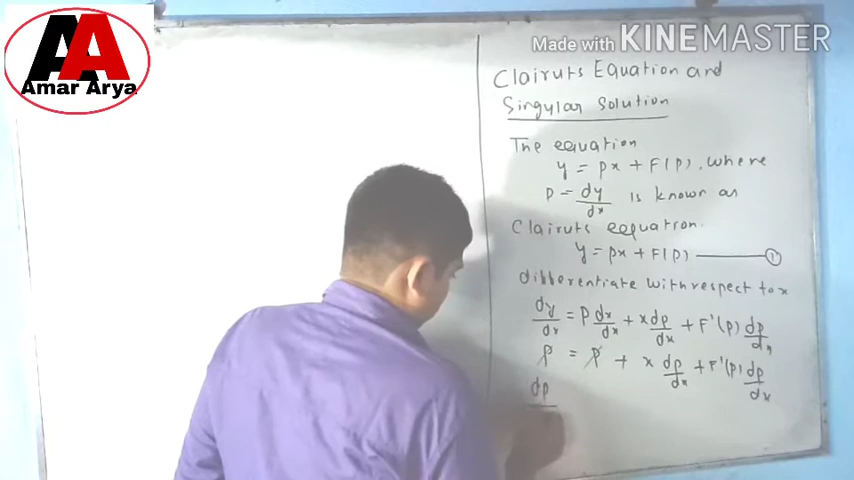 AA
Amar Arya
Made with KINEMASTER
Clairuts Equation and
Singular Solution
The equation
y = px + F(p), where
p = dy/dx is known as
Clairuts equation.
y = px + F(p) ——— ①
differentiate with respect to x
dy/dx = p dx/dx + x dp/dx + F'(p) dp/dx
p = p + x dp/dx + F'(p) dp/dx
dp